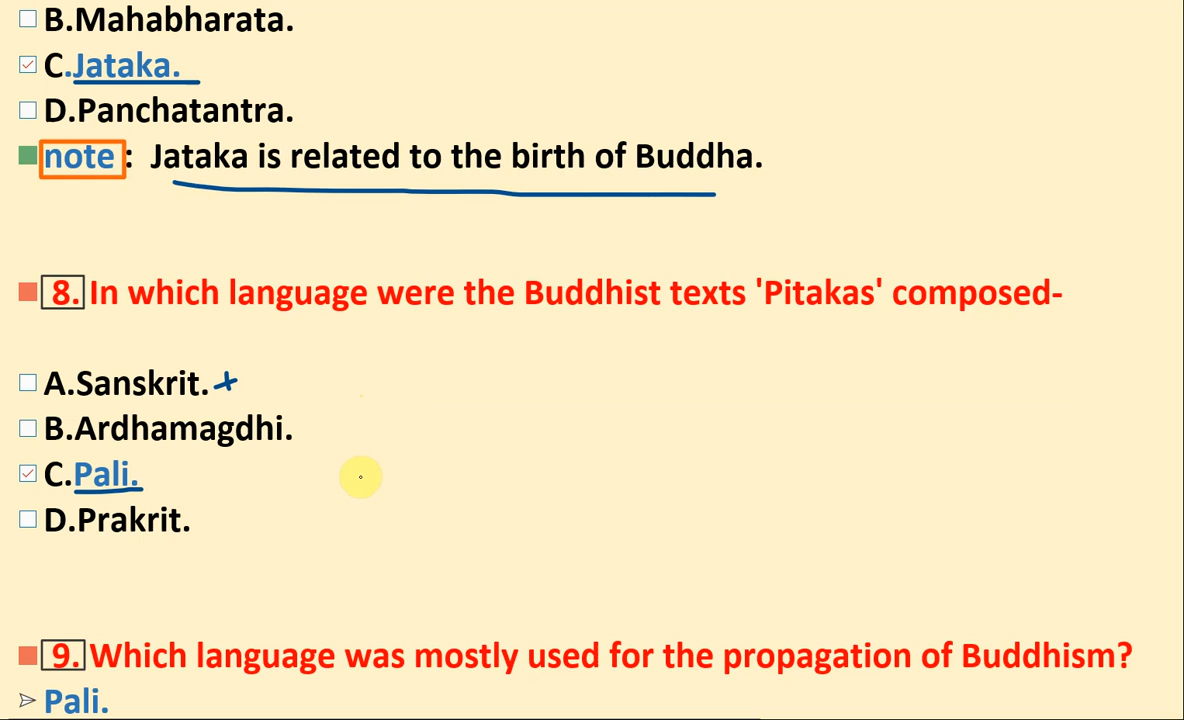 B.Mahabharata.
C.Jataka.
D.Panchatantra.
note : Jataka is related to the birth of Buddha.
8. In which language were the Buddhist texts 'Pitakas' composed-
A.Sanskrit.
B.Ardhamagdhi.
C.Pali.
D.Prakrit.
9. Which language was mostly used for the propagation of Buddhism?
Pali.